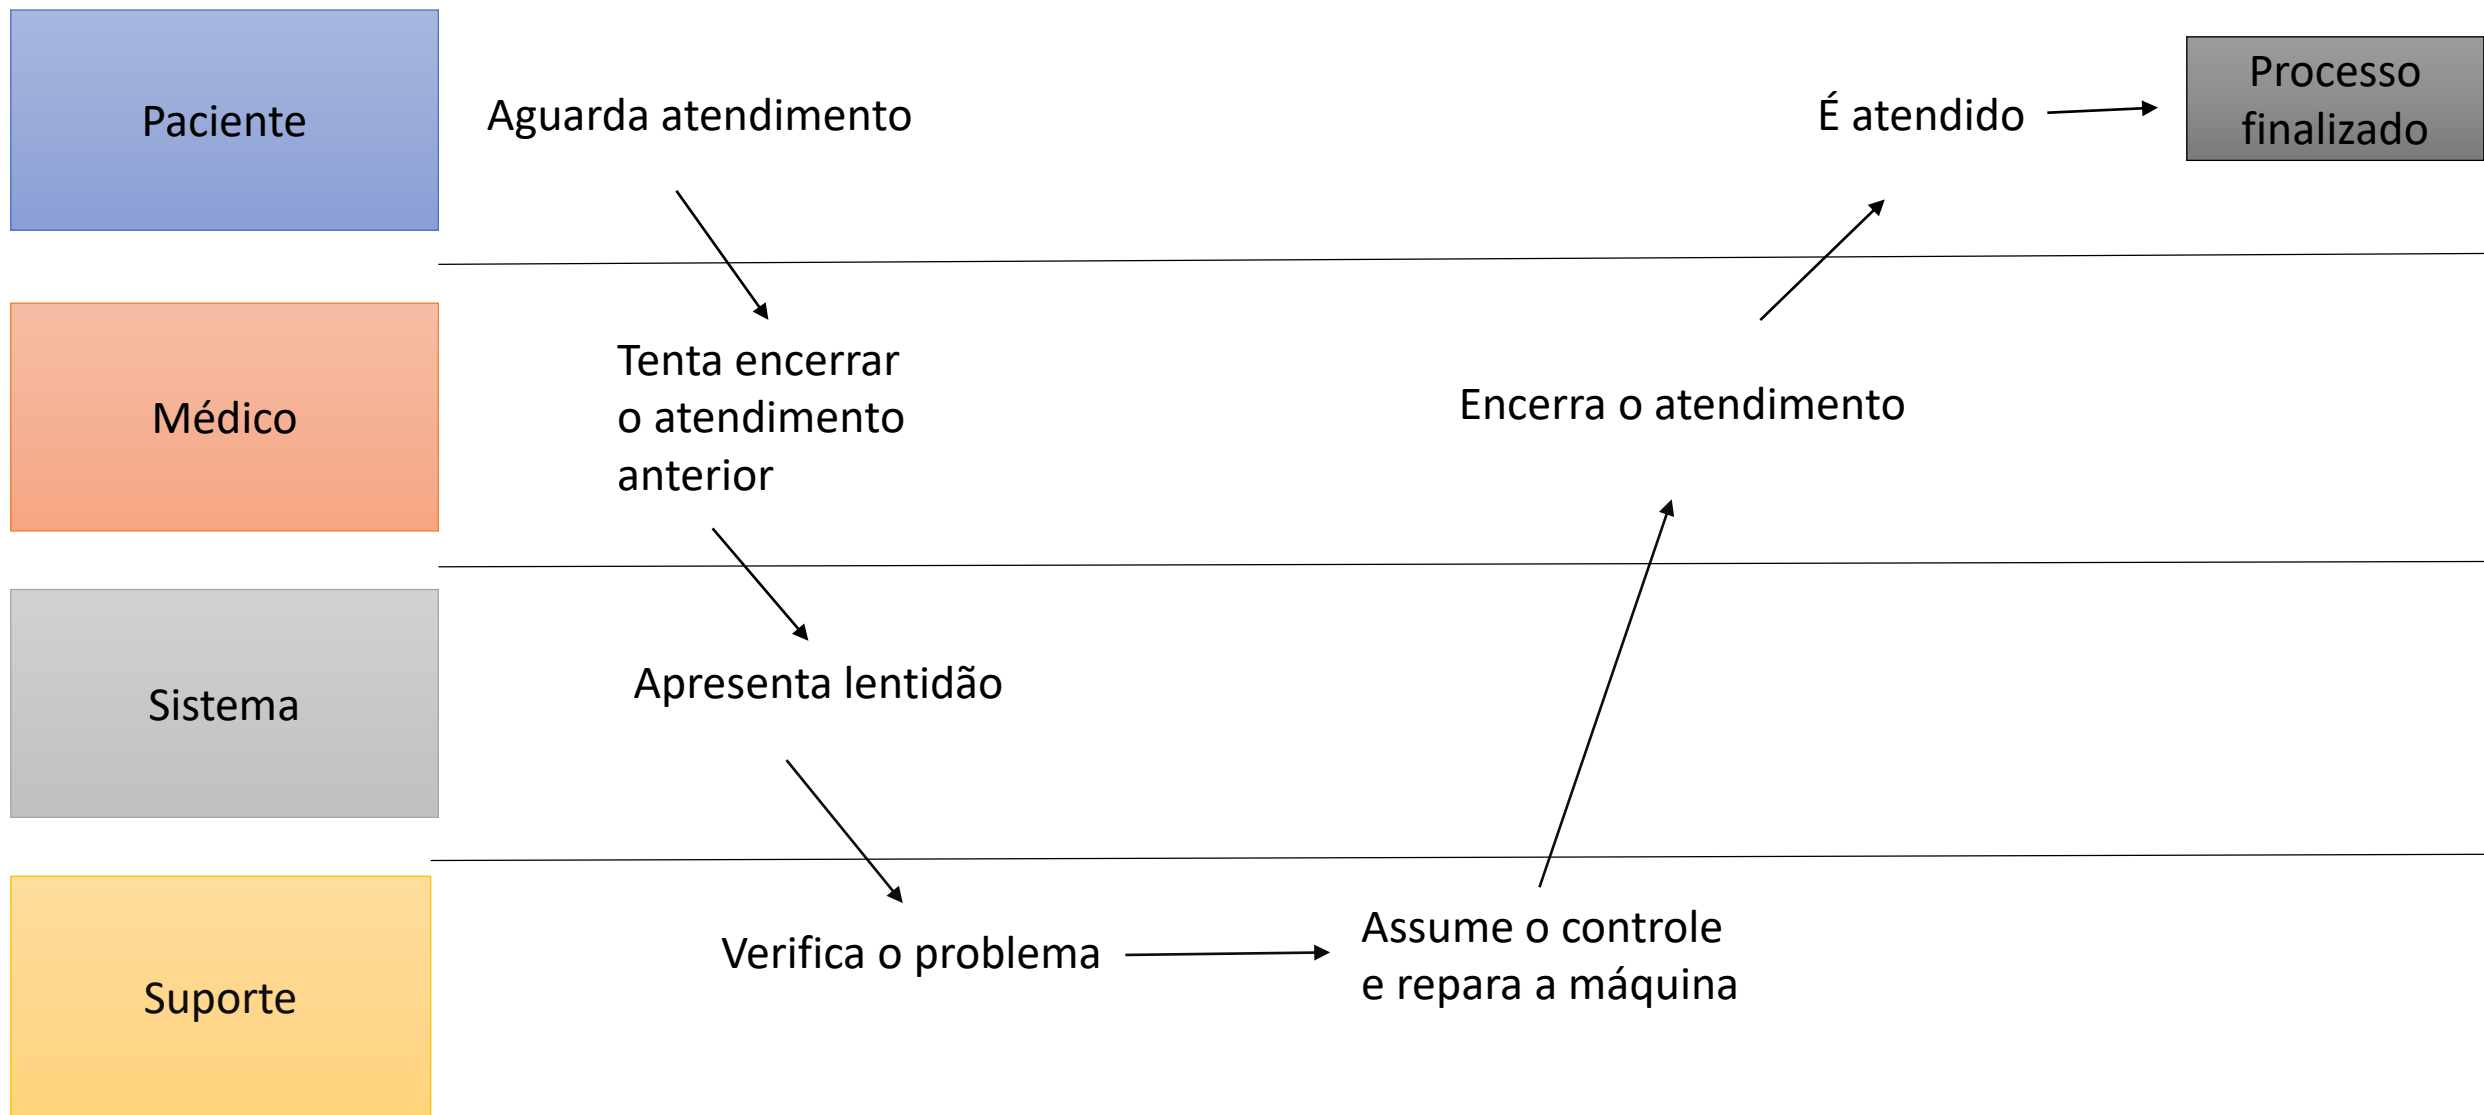 Paciente
Aguarda atendimento
É atendido
Processo
finalizado
Médico
Tenta encerrar
o atendimento
anterior
Encerra o atendimento
Sistema
Apresenta lentidão
Suporte
Verifica o problema
Assume o controle
e repara a máquina